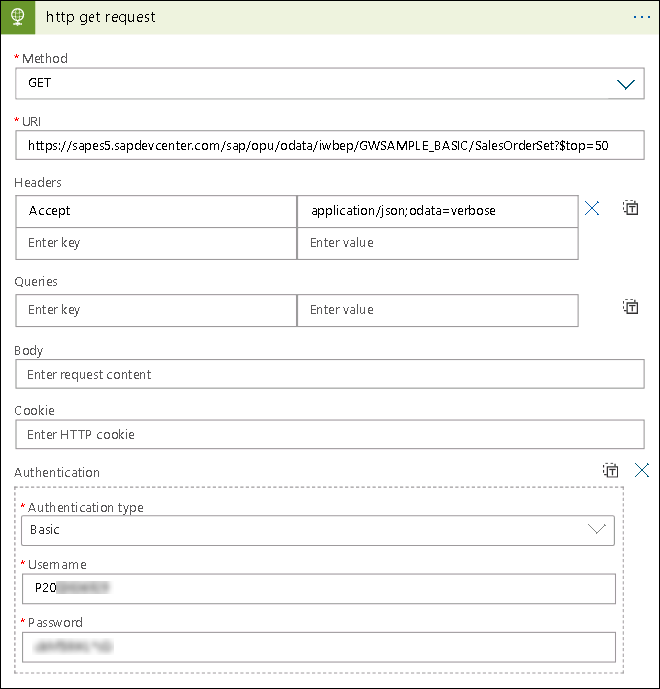 http get request
* Method
GET
* URI
https://sapes5.sapdevcenter.com/sap/opu/odata/iwbep/GWSAMPLE_BASIC/SalesOrderSet?$top=50
Headers
Accept application/json;odata=verbose
Enter key Enter value
Queries
Enter key Enter value
Body
Enter request content
Cookie
Enter HTTP cookie
Authentication
* Authentication type
Basic
* Username
P20
* Password